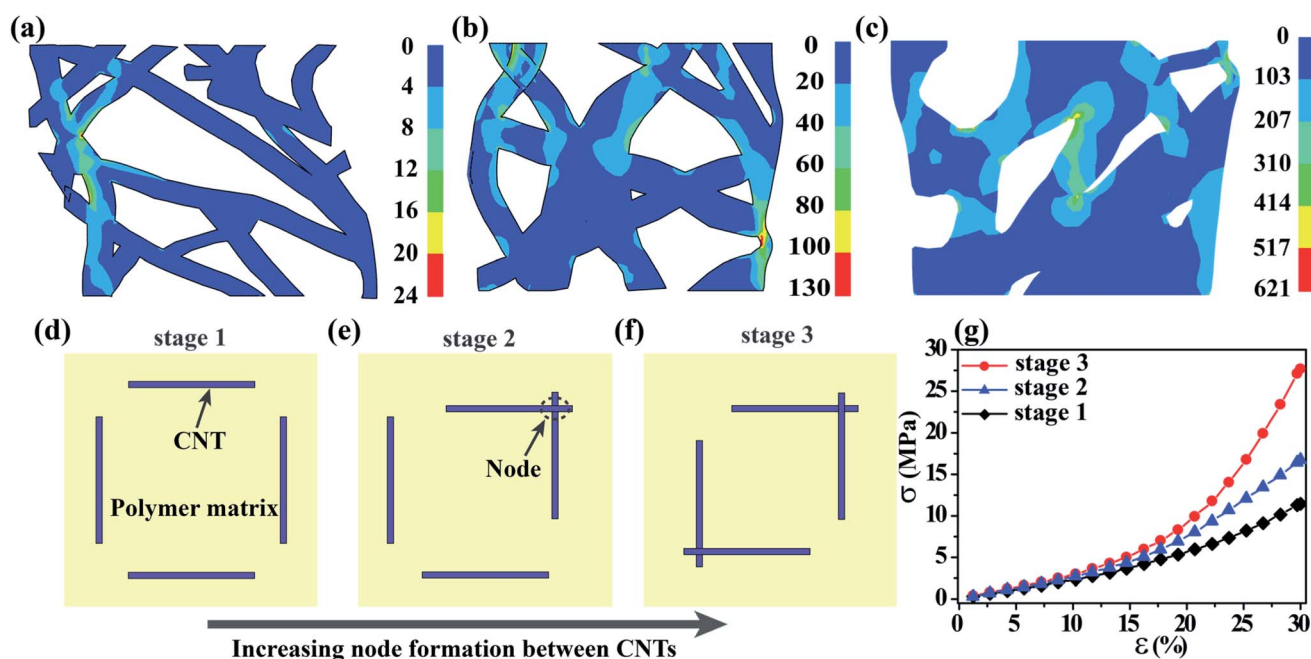 (a)
0
4
8
12
16
20
24
(b)
0
20
40
60
80
100
130
(c)
0
103
207
310
414
517
621
(d)
stage 1
CNT
Polymer matrix
(e)
stage 2
Node
(f)
stage 3
Increasing node formation between CNTs
(g)
stage 3
stage 2
stage 1
σ (MPa)
30
25
20
15
10
5
0
0 5 10 15 20 25 30
ε (%)